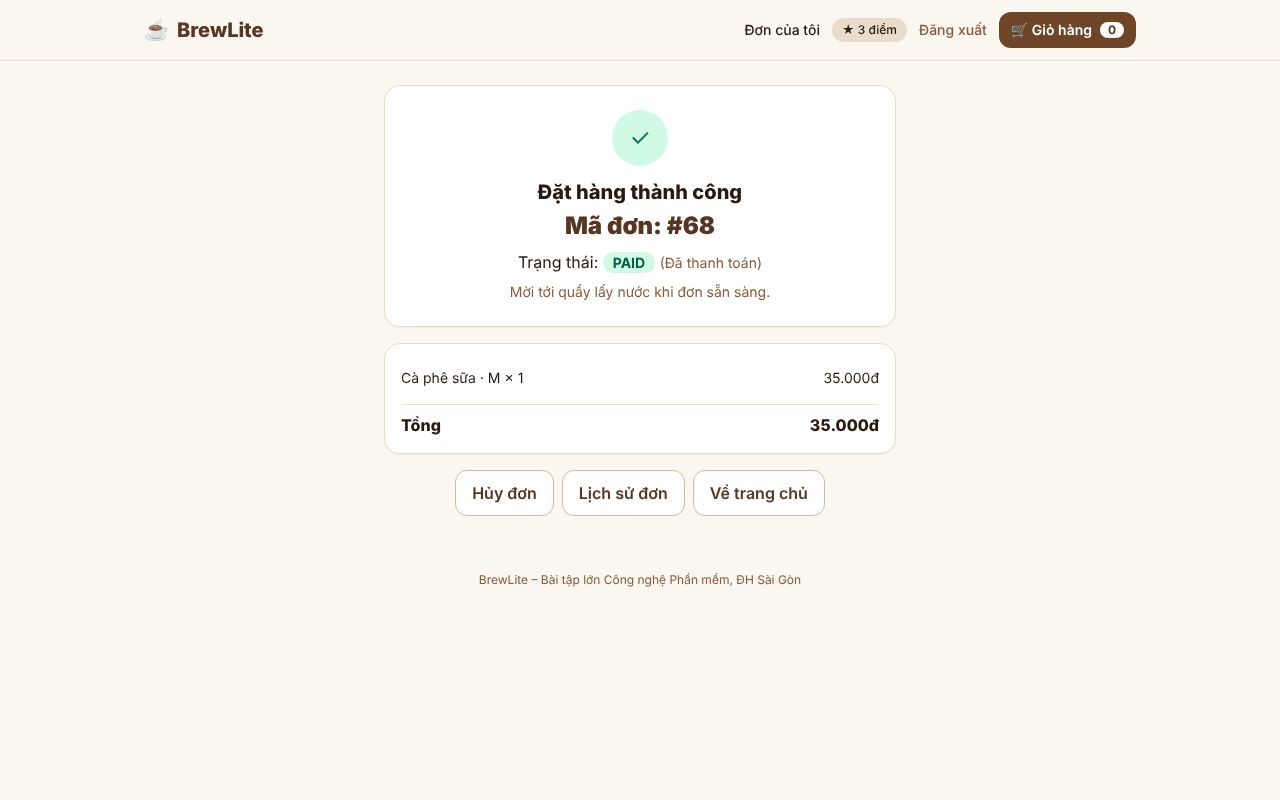 BrewLite
Đơn của tôi
★ 3 điểm
Đăng xuất
Giỏ hàng 0
Đặt hàng thành công
Mã đơn: #68
Trạng thái: PAID (Đã thanh toán)
Mời tới quầy lấy nước khi đơn sẵn sàng.
Cà phê sữa · M × 1 35.000đ
Tổng 35.000đ
Hủy đơn
Lịch sử đơn
Về trang chủ
BrewLite – Bài tập lớn Công nghệ Phần mềm, ĐH Sài Gòn